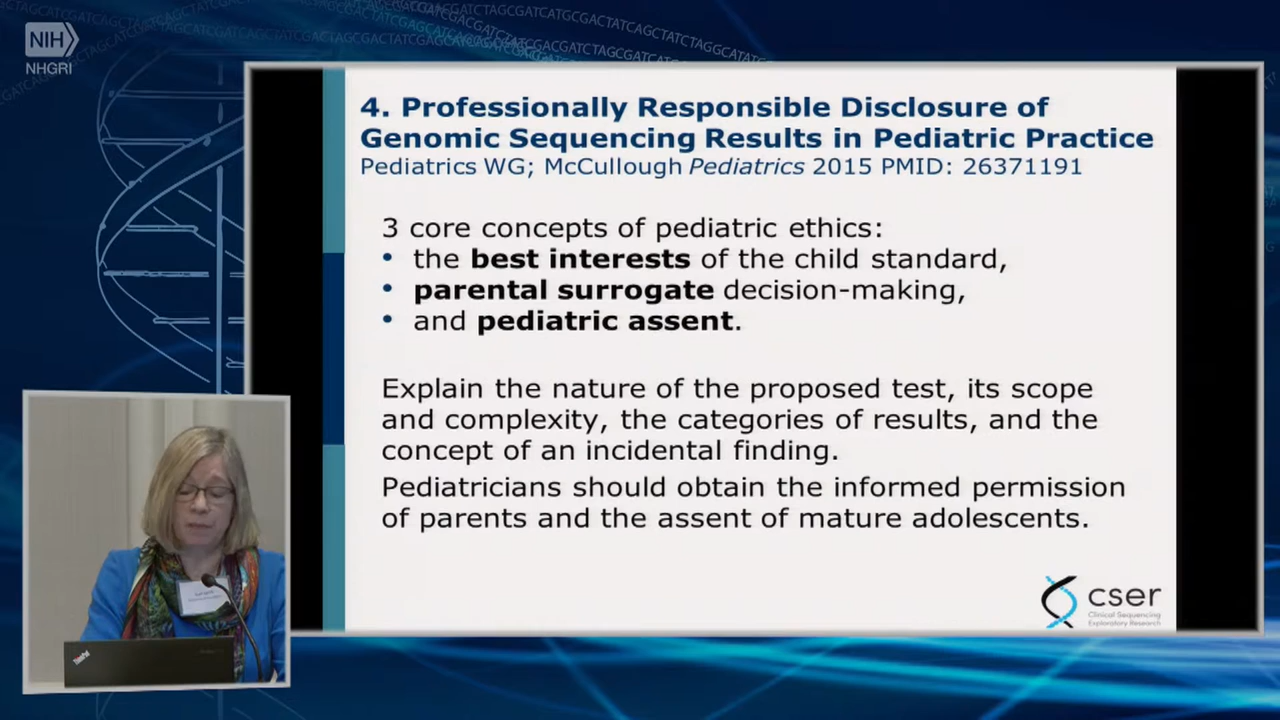 NIH
NHGRI
4. Professionally Responsible Disclosure of
Genomic Sequencing Results in Pediatric Practice
Pediatrics WG; McCullough Pediatrics 2015 PMID: 26371191
3 core concepts of pediatric ethics:
• the best interests of the child standard,
• parental surrogate decision-making,
• and pediatric assent.
Explain the nature of the proposed test, its scope
and complexity, the categories of results, and the
concept of an incidental finding.
Pediatricians should obtain the informed permission
of parents and the assent of mature adolescents.
cser
Clinical Sequencing
Exploratory Research
ThinkPad